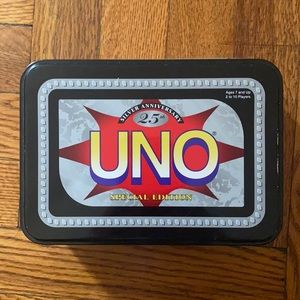 Ages 7 and Up
2 to 10 Players
SILVER ANNIVERSARY
25th
UNO
SPECIAL EDITION